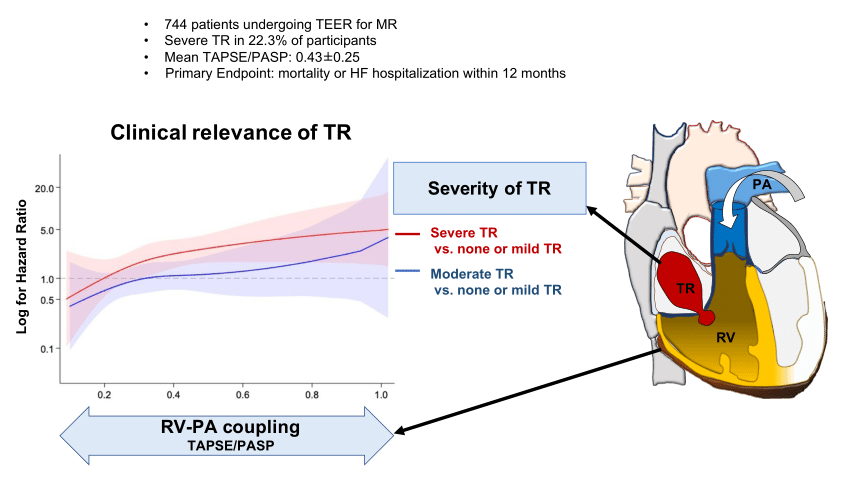 • 744 patients undergoing TEER for MR
• Severe TR in 22.3% of participants
• Mean TAPSE/PASP: 0.43±0.25
• Primary Endpoint: mortality or HF hospitalization within 12 months
Clinical relevance of TR
Log for Hazard Ratio
20.0
5.0
1.0
0.5
0.1
0.2
0.4
0.6
0.8
1.0
Severity of TR
Severe TR
vs. none or mild TR
Moderate TR
vs. none or mild TR
RV-PA coupling
TAPSE/PASP
PA
TR
RV